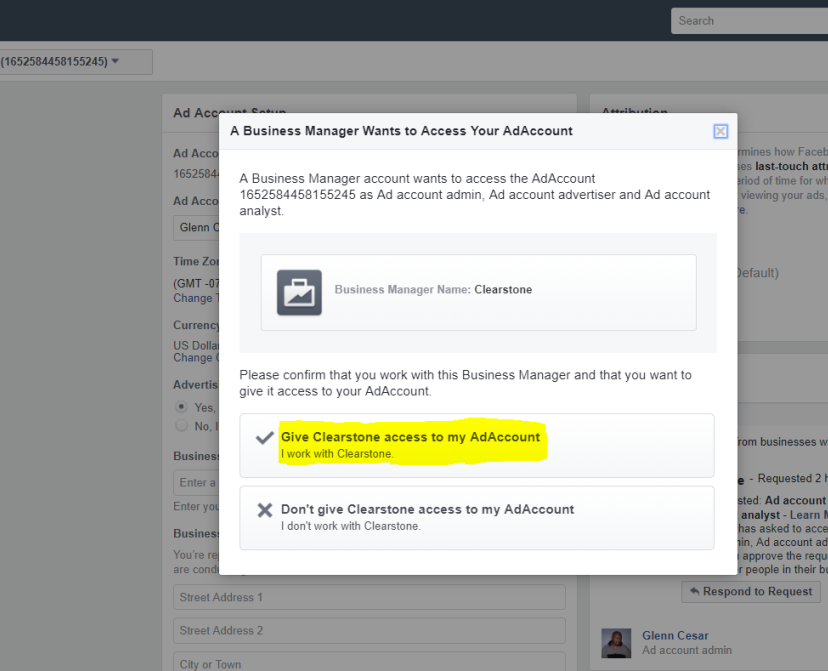 Search
(1652584458155245)
Ad Account Setup
Attribution
A Business Manager Wants to Access Your AdAccount
A Business Manager account wants to access the AdAccount
1652584458155245 as Ad account admin, Ad account advertiser and Ad account
analyst.
Business Manager Name: Clearstone
Please confirm that you work with this Business Manager and that you want to
give it access to your AdAccount.
Give Clearstone access to my AdAccount
I work with Clearstone.
Don't give Clearstone access to my AdAccount
I don't work with Clearstone.
Ad Acco
1652584
Ad Acco
Glenn C
Time Zo
(GMT -07
Change T
Currency
US Dolla
Change C
Advertis
Yes,
No, I
Business
Enter a
Enter you
Business
You're re
are cond
Street Address 1
Street Address 2
City or Town
rmines how Faceb
ses last-touch attr
eriod of time for wh
viewing your ads,
re.
Default)
from businesses w
e - Requested 2 h
sted: Ad account
analyst - Learn M
has asked to acce
min, Ad account ad
approve the requ
r people in their bu
Respond to Request
Glenn Cesar
Ad account admin